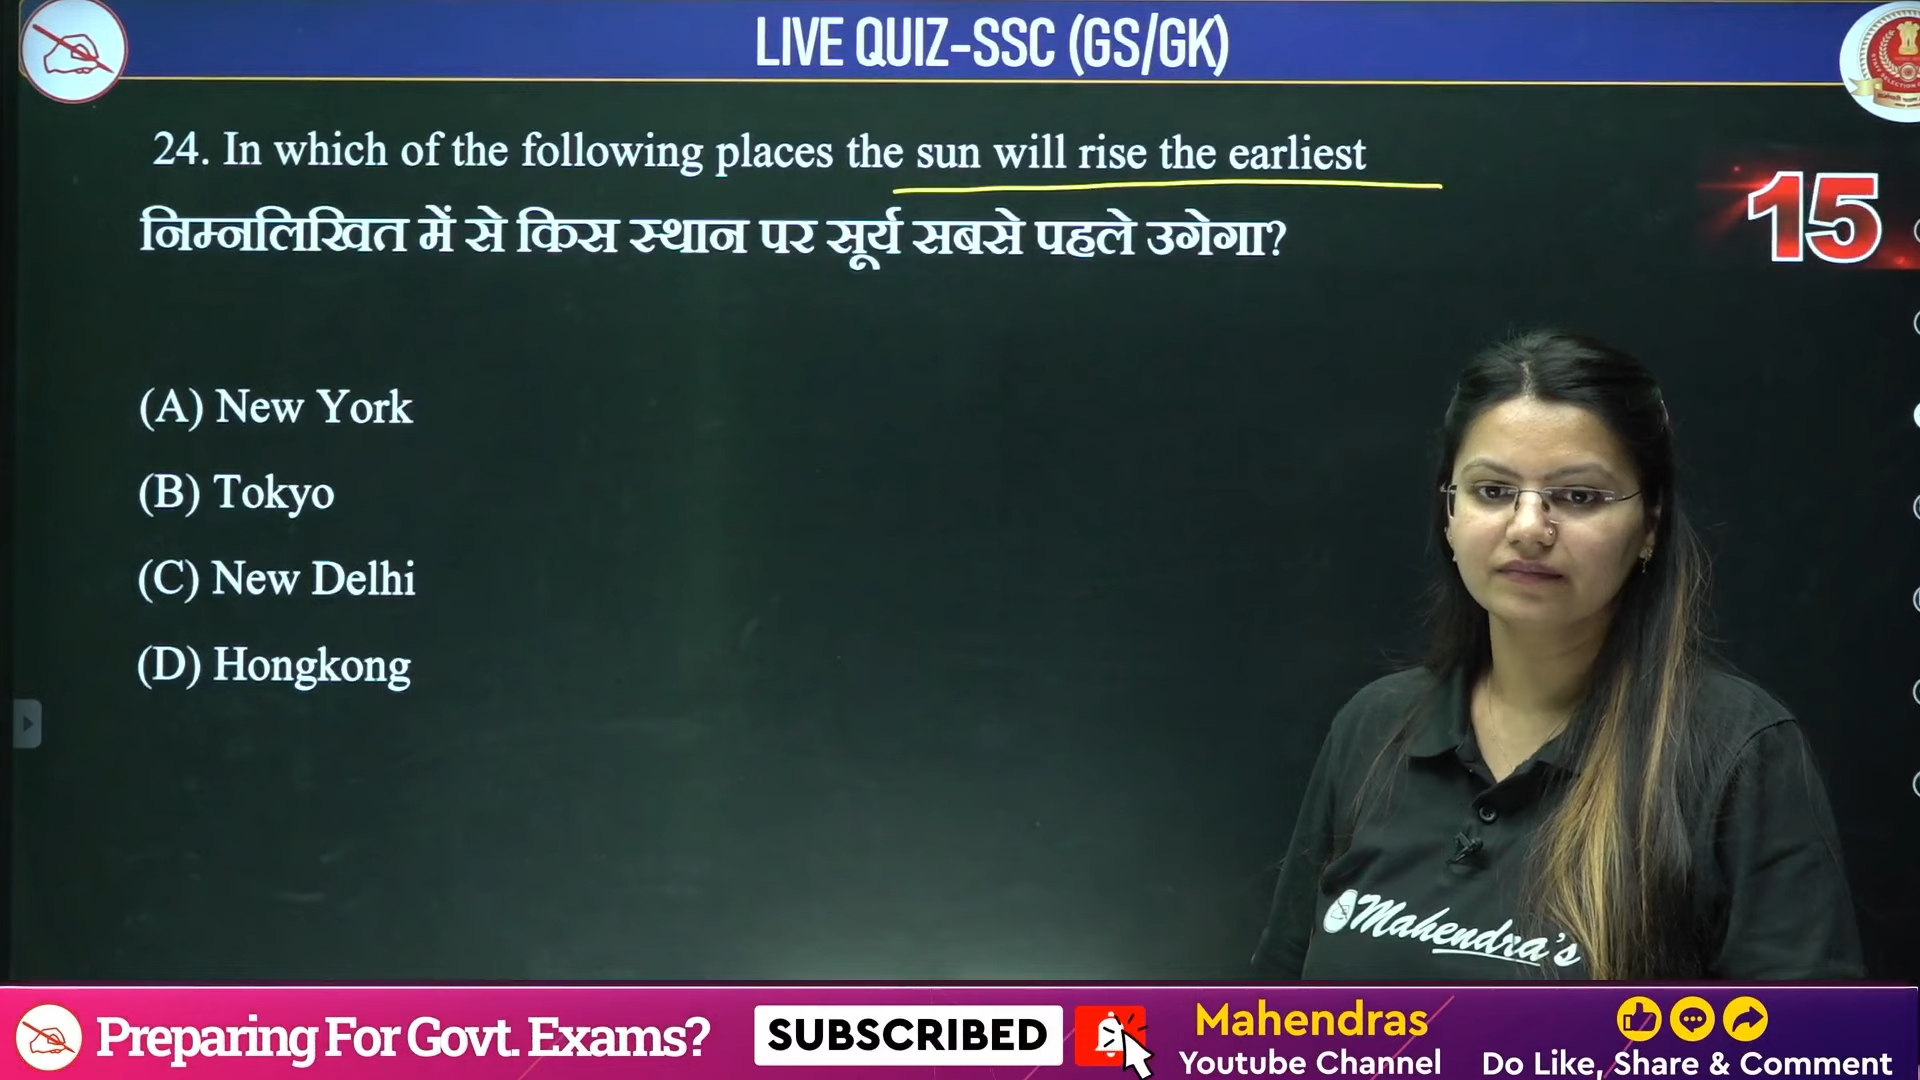 LIVE QUIZ-SSC (GS/GK)
24. In which of the following places the sun will rise the earliest
15
निम्नलिखित में से किस स्थान पर सूर्य सबसे पहले उगेगा?
(A) New York
(B) Tokyo
(C) New Delhi
(D) Hongkong
Mahendra's
Preparing For Govt. Exams?
SUBSCRIBED
Mahendras
Youtube Channel
Do Like, Share & Comment